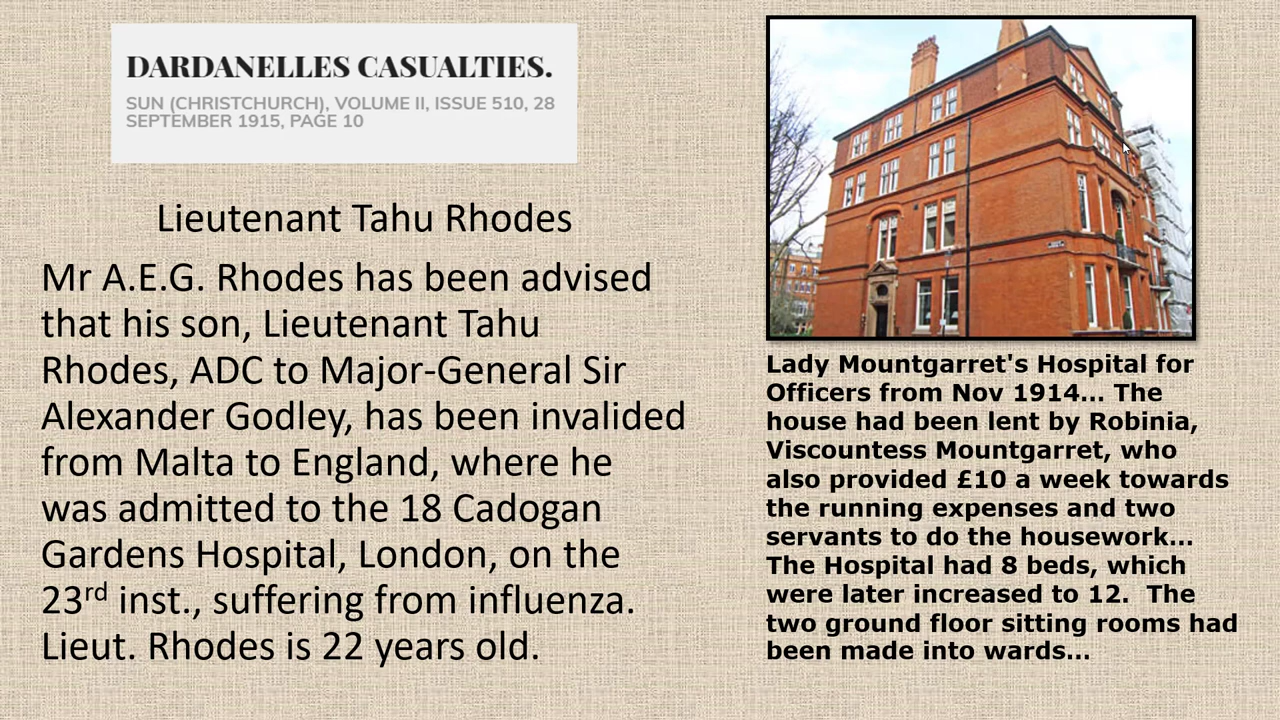 DARDANELLES CASUALTIES.
SUN (CHRISTCHURCH), VOLUME II, ISSUE 510, 28
SEPTEMBER 1915, PAGE 10
Lieutenant Tahu Rhodes
Mr A.E.G. Rhodes has been advised
that his son, Lieutenant Tahu
Rhodes, ADC to Major-General Sir
Alexander Godley, has been invalided
from Malta to England, where he
was admitted to the 18 Cadogan
Gardens Hospital, London, on the
23rd inst., suffering from influenza.
Lieut. Rhodes is 22 years old.
Lady Mountgarret's Hospital for
Officers from Nov 1914... The
house had been lent by Robinia,
Viscountess Mountgarret, who
also provided £10 a week towards
the running expenses and two
servants to do the housework...
The Hospital had 8 beds, which
were later increased to 12.  The
two ground floor sitting rooms had
been made into wards...